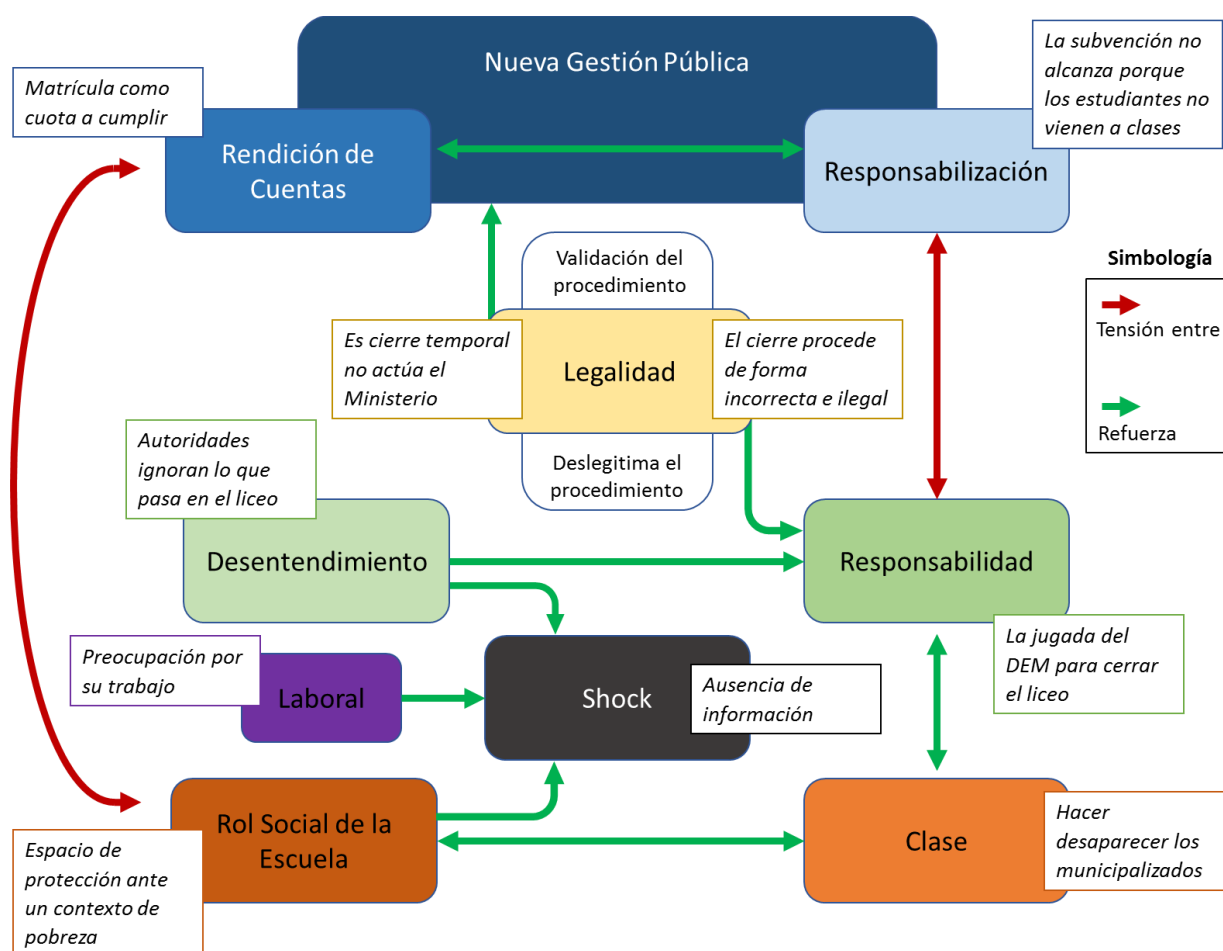 Nueva Gestión Pública
Matrícula como
cuota a cumplir
La subvención no
alcanza porque
los estudiantes no
vienen a clases
Rendición de
Cuentas
Responsabilización
Validación del
procedimiento
Simbología
Tensión entre
Refuerza
Es cierre temporal
no actúa el
Ministerio
Legalidad
El cierre procede
de forma
incorrecta e ilegal
Deslegitima el
procedimiento
Autoridades
ignoran lo que
pasa en el liceo
Desentendimiento
Responsabilidad
Preocupación por
su trabajo
Laboral
Shock
Ausencia de
información
La jugada del
DEM para cerrar
el liceo
Rol Social de la
Escuela
Clase
Hacer
desaparecer los
municipalizados
Espacio de
protección ante
un contexto de
pobreza